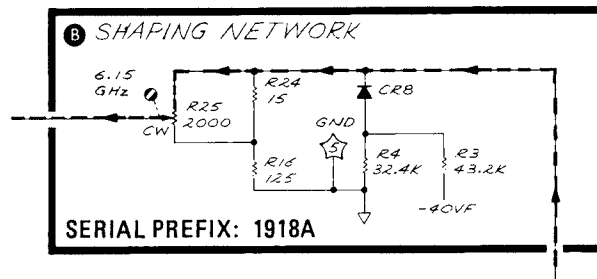 B SHAPING NETWORK
6.15
GHz
R24
15
CR8
R25
2000
CW
GND
5
R16
125
R4
32.4K
R3
43.2K
-40VF
SERIAL PREFIX: 1918A